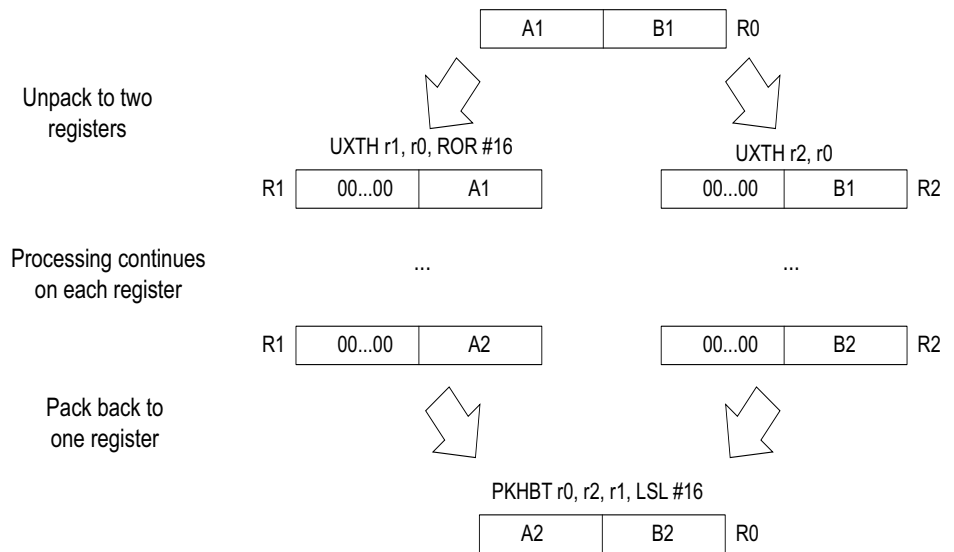 A1 B1 R0
Unpack to two
registers
UXTH r1, r0, ROR #16
UXTH r2, r0
R1 00...00 A1 00...00 B1 R2
Processing continues
on each register
... ...
R1 00...00 A2 00...00 B2 R2
Pack back to
one register
PKHBT r0, r2, r1, LSL #16
A2 B2 R0